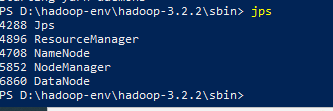 PS D:\hadoop-env\hadoop-3.2.2\sbin> jps
4288 Jps
4896 ResourceManager
4708 NameNode
5852 NodeManager
6860 DataNode
PS D:\hadoop-env\hadoop-3.2.2\sbin>